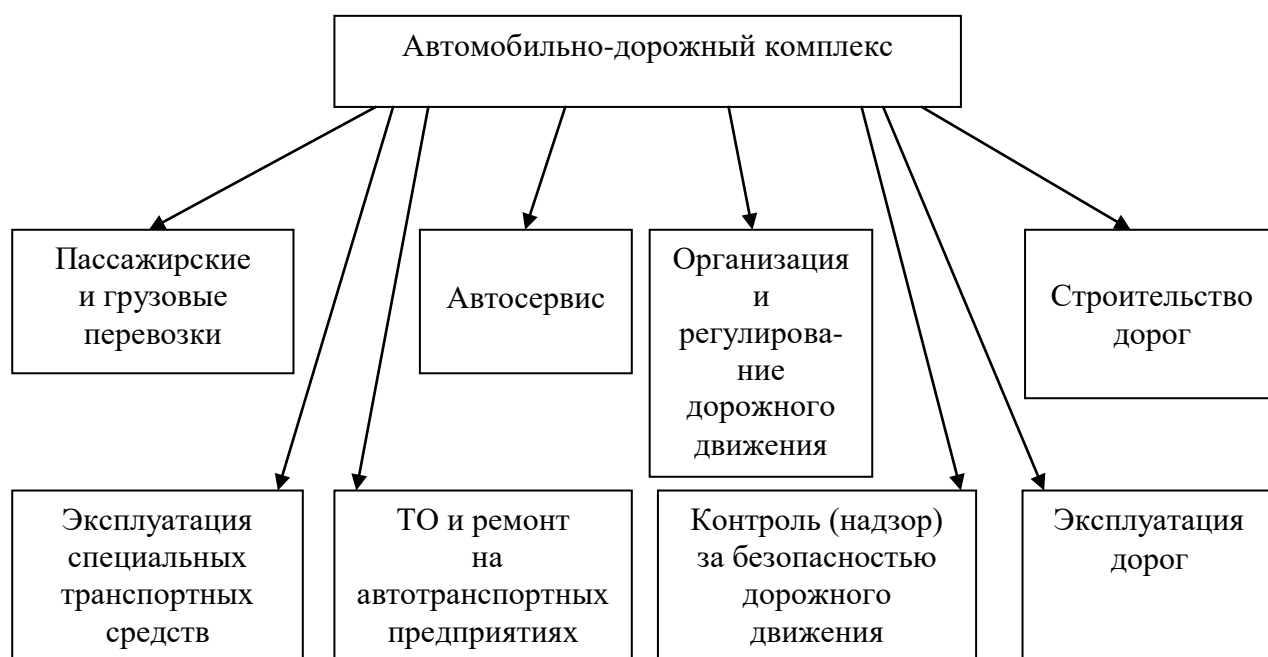 Автомобильно-дорожный комплекс
Пассажирские
и грузовые
перевозки
Автосервис
Организация
и
регулирова-
ние
дорожного
движения
Строительство
дорог
Эксплуатация
специальных
транспортных
средств
ТО и ремонт
на
автотранспортных
предприятиях
Контроль (надзор)
за безопасностью
дорожного
движения
Эксплуатация
дорог